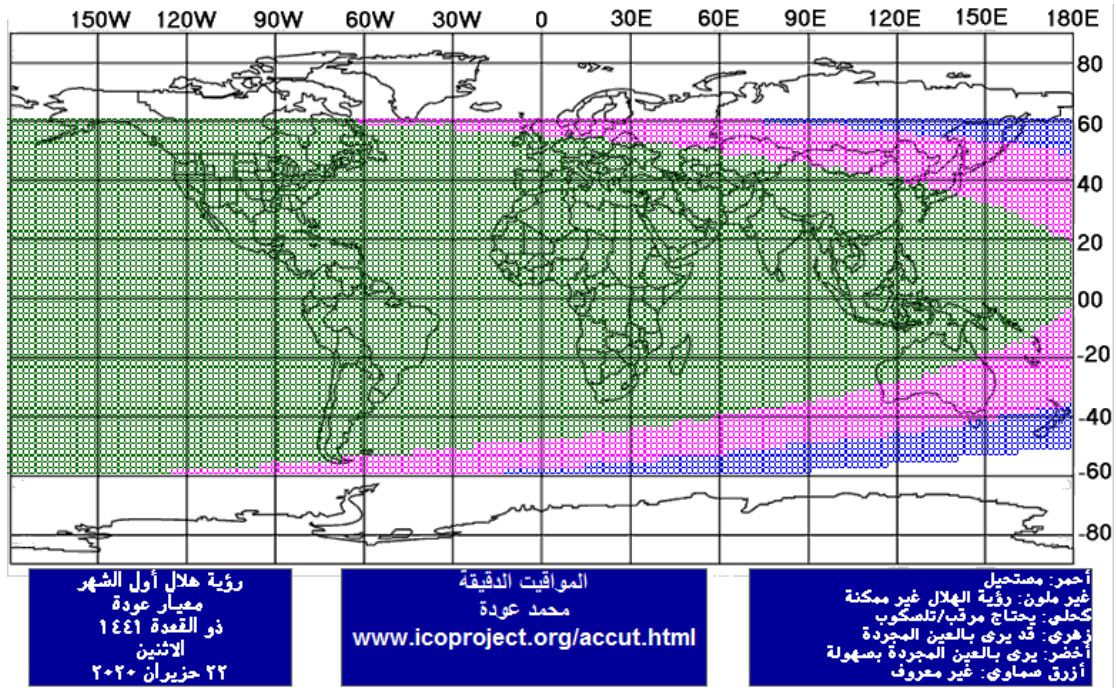 150W 120W 90W 60W 30W 0 30E 60E 90E 120E 150E 180E
80
60
40
20
00
-20
-40
-60
-80
رؤية هلال أول الشهر
معيار عودة
ذو القعدة ١٤٤١
الاثنين
٢٢ حزيران ٢٠٢٠
المواقيت الدقيقة
محمد عودة
www.icoproject.org/accut.html
أحمر: مستحيل
غير ملون: رؤية الهلال غير ممكنة
كحلي: يحتاج مرقب/تلسكوب
زهري: قد يرى بالعين المجردة
أخضر: يرى بالعين المجردة بسهولة
أزرق سماوي: غير معروف